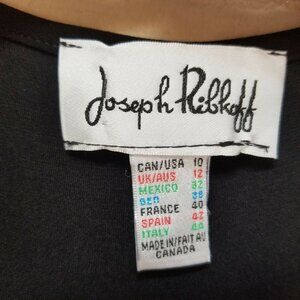 Joseph Ribkoff
CAN/USA 10
UK/AUS 12
MEXICO 32
BED 38
FRANCE 40
SPAIN 42
ITALY 44
MADE IN/FAIT AU
CANADA